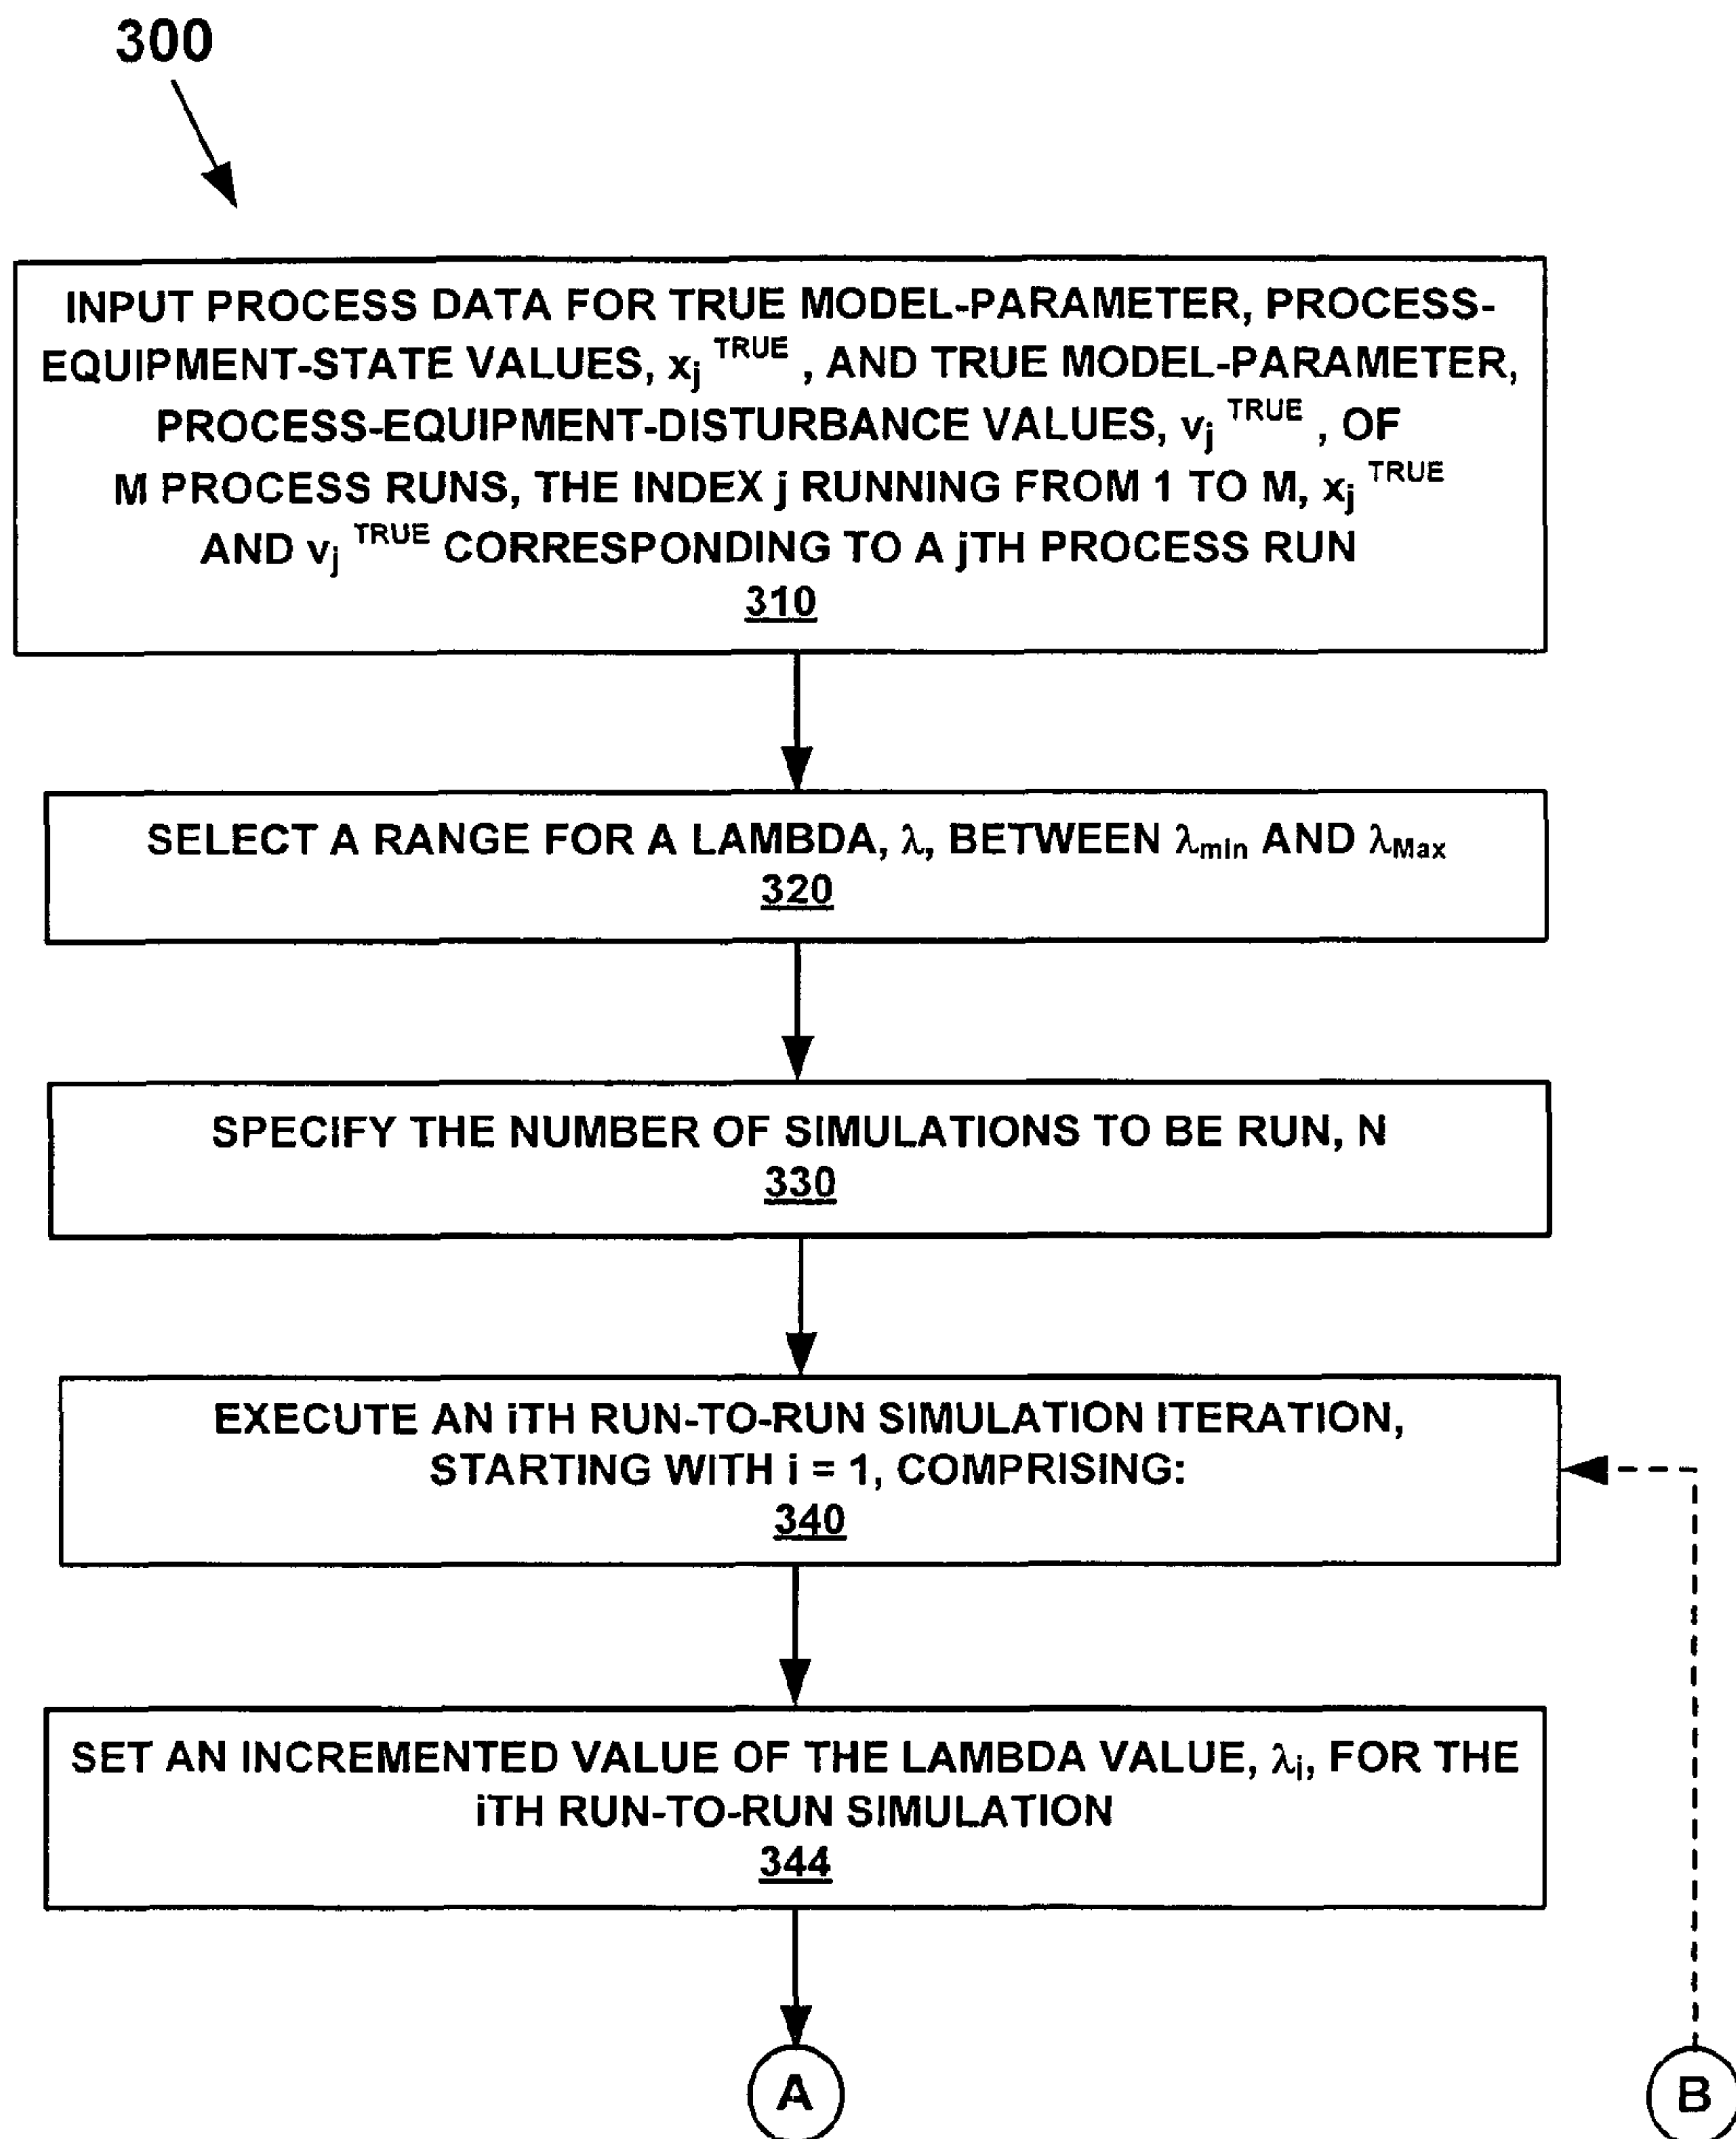 300
INPUT PROCESS DATA FOR TRUE MODEL-PARAMETER, PROCESS-
EQUIPMENT-STATE VALUES, xj TRUE , AND TRUE MODEL-PARAMETER,
PROCESS-EQUIPMENT-DISTURBANCE VALUES, vj TRUE , OF
M PROCESS RUNS, THE INDEX j RUNNING FROM 1 TO M, xj TRUE
AND vj TRUE CORRESPONDING TO A jTH PROCESS RUN
310
SELECT A RANGE FOR A LAMBDA, λ, BETWEEN λmin AND λMax
320
SPECIFY THE NUMBER OF SIMULATIONS TO BE RUN, N
330
EXECUTE AN iTH RUN-TO-RUN SIMULATION ITERATION,
STARTING WITH i = 1, COMPRISING:
340
SET AN INCREMENTED VALUE OF THE LAMBDA VALUE, λi, FOR THE
iTH RUN-TO-RUN SIMULATION
344
A
B